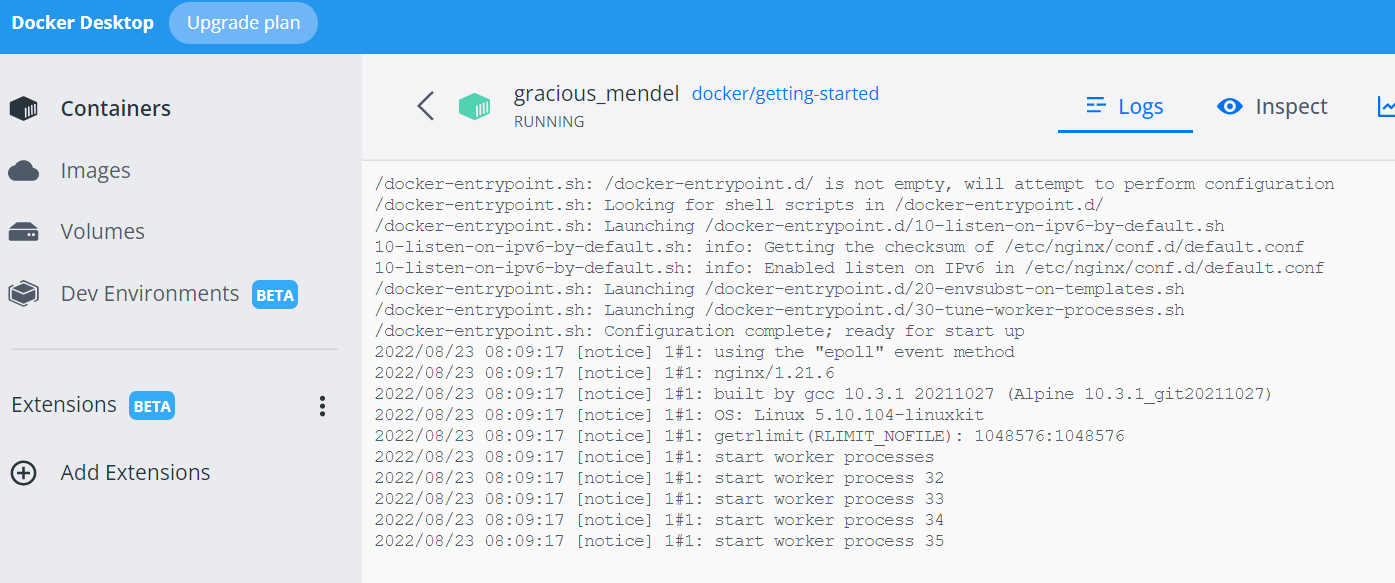 Docker Desktop Upgrade plan
Containers
Images
Volumes
Dev Environments BETA
Extensions BETA
Add Extensions
gracious_mendel docker/getting-started
RUNNING
Logs Inspect
/docker-entrypoint.sh: /docker-entrypoint.d/ is not empty, will attempt to perform configuration
/docker-entrypoint.sh: Looking for shell scripts in /docker-entrypoint.d/
/docker-entrypoint.sh: Launching /docker-entrypoint.d/10-listen-on-ipv6-by-default.sh
10-listen-on-ipv6-by-default.sh: info: Getting the checksum of /etc/nginx/conf.d/default.conf
10-listen-on-ipv6-by-default.sh: info: Enabled listen on IPv6 in /etc/nginx/conf.d/default.conf
/docker-entrypoint.sh: Launching /docker-entrypoint.d/20-envsubst-on-templates.sh
/docker-entrypoint.sh: Launching /docker-entrypoint.d/30-tune-worker-processes.sh
/docker-entrypoint.sh: Configuration complete; ready for start up
2022/08/23 08:09:17 [notice] 1#1: using the "epoll" event method
2022/08/23 08:09:17 [notice] 1#1: nginx/1.21.6
2022/08/23 08:09:17 [notice] 1#1: built by gcc 10.3.1 20211027 (Alpine 10.3.1_git20211027)
2022/08/23 08:09:17 [notice] 1#1: OS: Linux 5.10.104-linuxkit
2022/08/23 08:09:17 [notice] 1#1: getrlimit(RLIMIT_NOFILE): 1048576:1048576
2022/08/23 08:09:17 [notice] 1#1: start worker processes
2022/08/23 08:09:17 [notice] 1#1: start worker process 32
2022/08/23 08:09:17 [notice] 1#1: start worker process 33
2022/08/23 08:09:17 [notice] 1#1: start worker process 34
2022/08/23 08:09:17 [notice] 1#1: start worker process 35